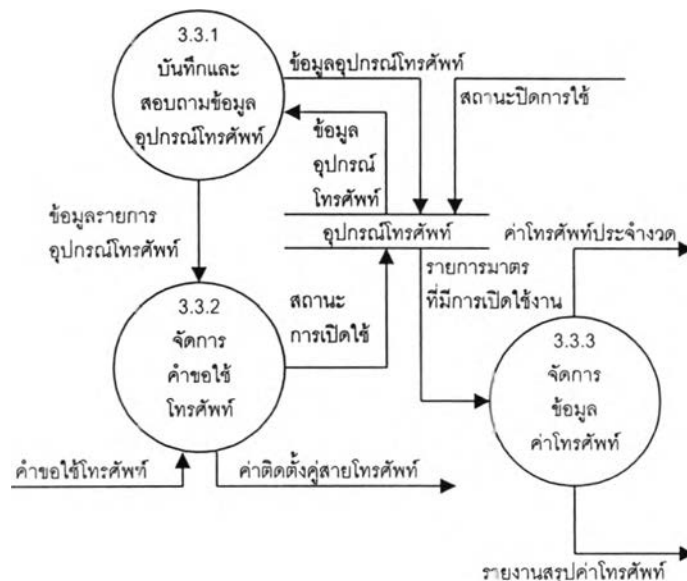 3.3.1
บันทึกและ
สอบถามข้อมูล
อุปกรณ์โทรศัพท์
ข้อมูลอุปกรณ์โทรศัพท์
สถานะปิดการใช้
ข้อมูล
อุปกรณ์
โทรศัพท์
ข้อมูลรายการ
อุปกรณ์โทรศัพท์
อุปกรณ์โทรศัพท์
ค่าโทรศัพท์ประจำงวด
รายการมาตร
ที่มีการเปิดใช้งาน
3.3.2
จัดการ
คำขอใช้
โทรศัพท์
สถานะ
การเปิดใช้
3.3.3
จัดการ
ข้อมูล
ค่าโทรศัพท์
คำขอใช้โทรศัพท์
ค่าติดตั้งคู่สายโทรศัพท์
รายงานสรุปค่าโทรศัพท์